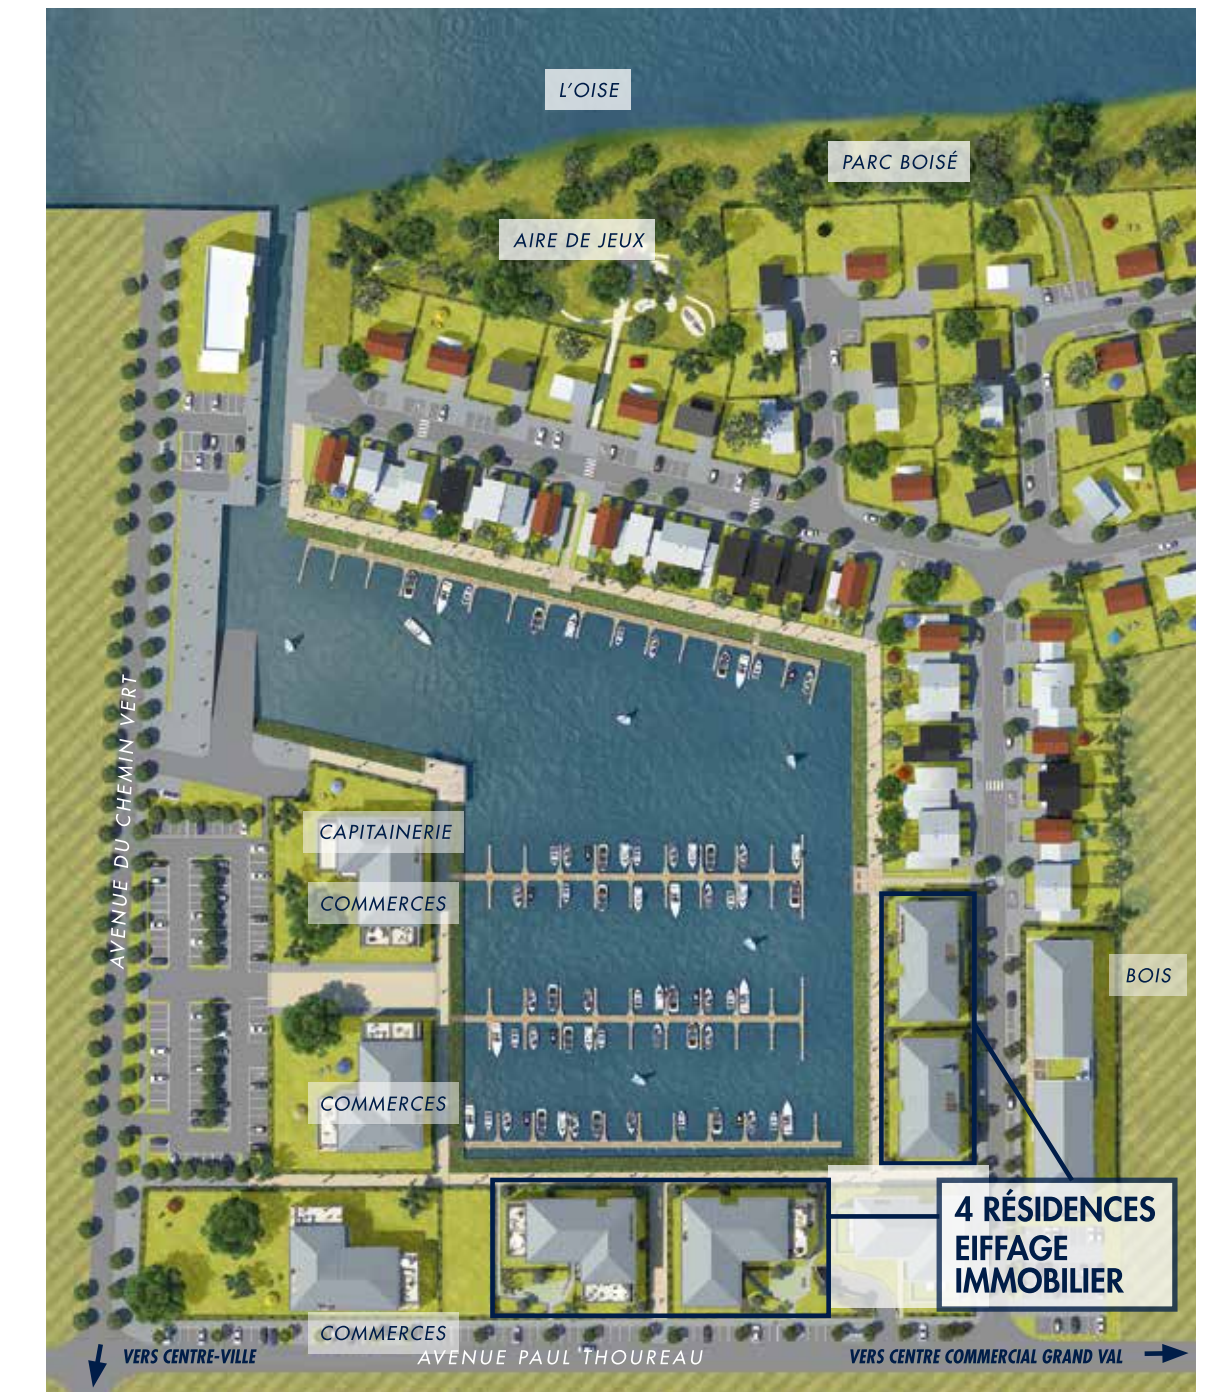 L'OISE
PARC BOISÉ
AIRE DE JEUX
AVENUE DU CHEMIN VERT
CAPITAINERIE
COMMERCES
BOIS
COMMERCES
4 RÉSIDENCES
EIFFAGE
IMMOBILIER
COMMERCES
VERS CENTRE-VILLE
AVENUE PAUL THOUREAU
VERS CENTRE COMMERCIAL GRAND VAL